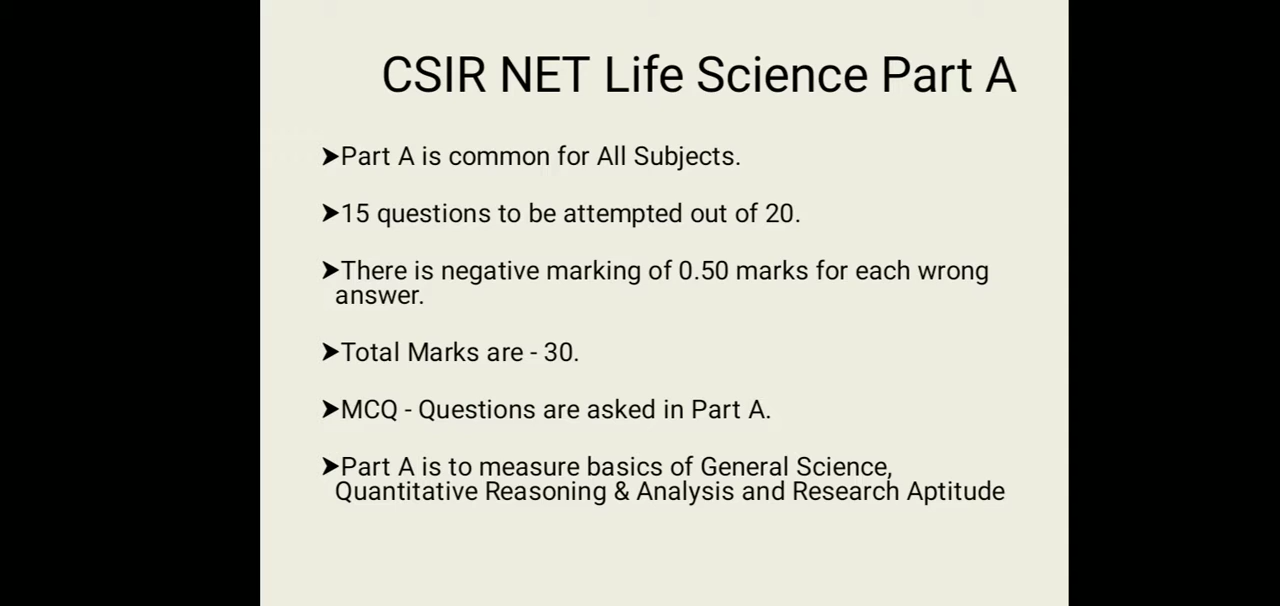 CSIR NET Life Science Part A
➤Part A is common for All Subjects.
➤15 questions to be attempted out of 20.
➤There is negative marking of 0.50 marks for each wrong
answer.
➤Total Marks are - 30.
➤MCQ - Questions are asked in Part A.
➤Part A is to measure basics of General Science,
Quantitative Reasoning & Analysis and Research Aptitude